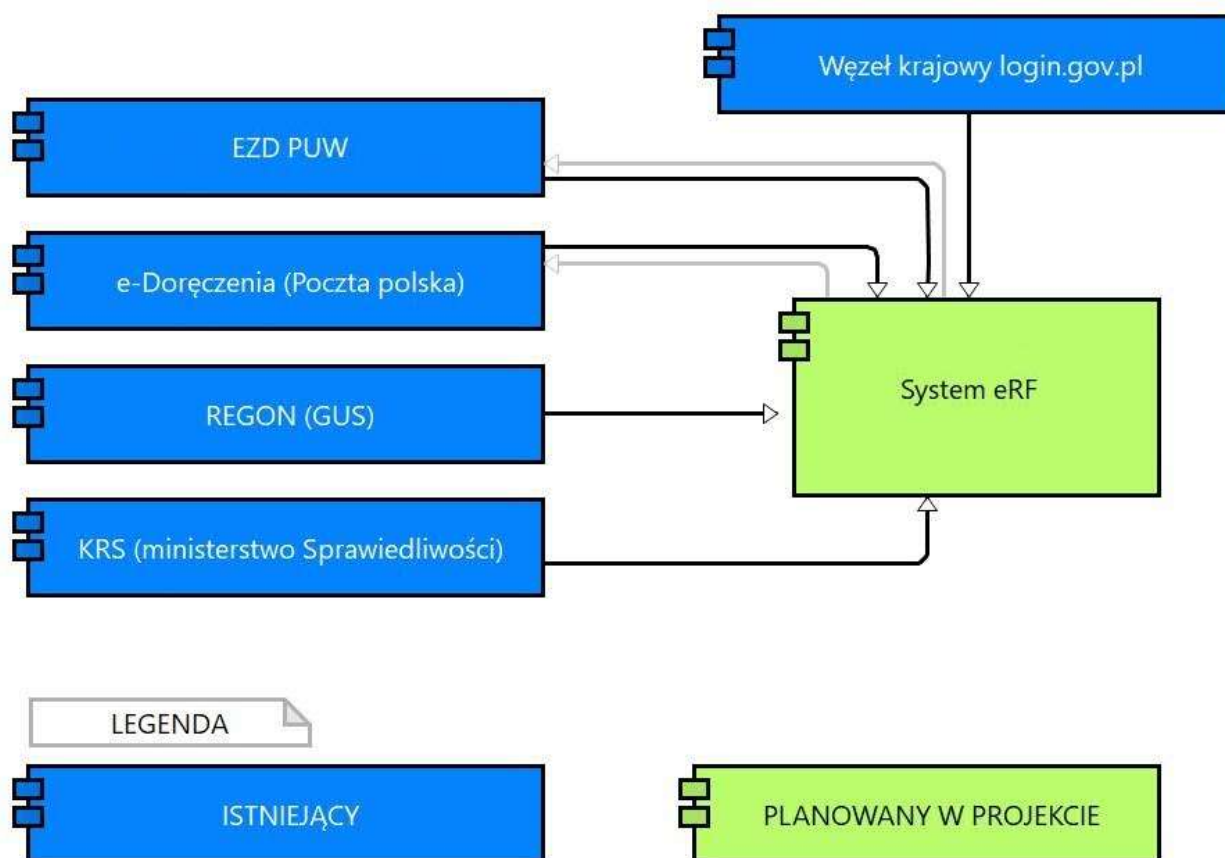 Węzeł krajowy login.gov.pl
EZD PUW
e-Doręczenia (Poczta polska)
REGON (GUS)
System eRF
KRS (ministerstwo Sprawiedliwości)
LEGENDA
ISTNIEJĄCY
PLANOWANY W PROJEKCIE